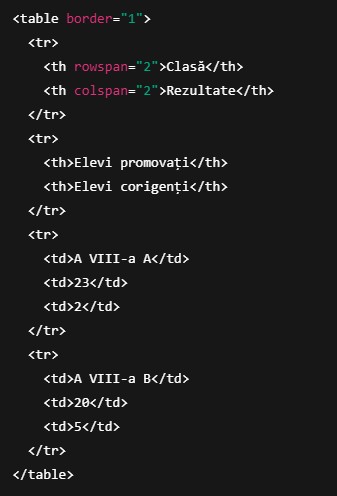 <table border="1">
<tr>
<th rowspan="2">Clasă</th>
<th colspan="2">Rezultate</th>
</tr>
<tr>
<th>Elevi promovați</th>
<th>Elevi corigenți</th>
</tr>
<tr>
<td>A VIII-a A</td>
<td>23</td>
<td>2</td>
</tr>
<tr>
<td>A VIII-a B</td>
<td>20</td>
<td>5</td>
</tr>
</table>